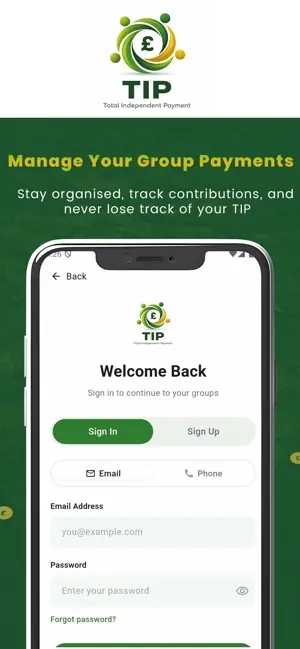 £
TIP
Total Independent Payment
Manage Your Group Payments
Stay organised, track contributions, and
never lose track of your TIP
:26
Back
£
TIP
Total Independent Payment
Welcome Back
Sign in to continue to your groups
Sign In Sign Up
Email Phone
Email Address
you@example.com
Password
Enter your password
Forgot password?